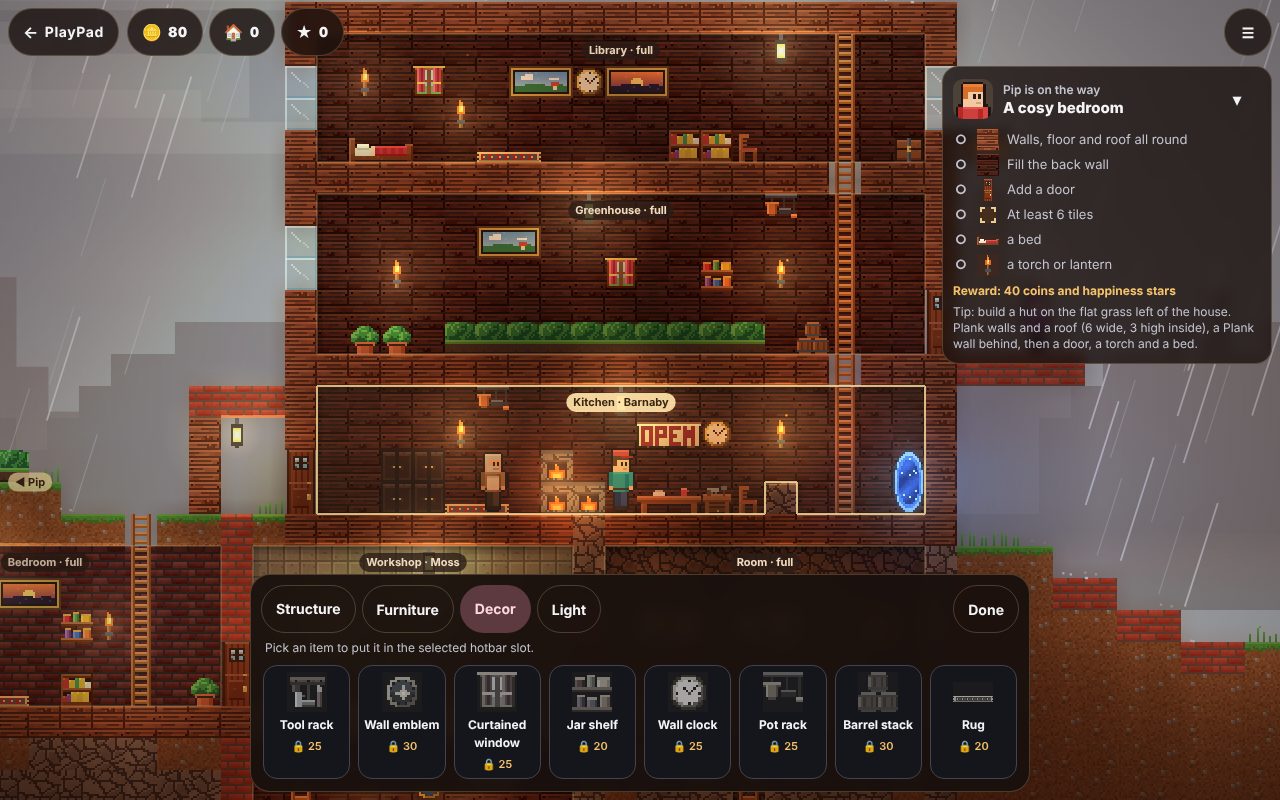 ← PlayPad
80
0
★ 0
Library · full
Pip is on the way
A cosy bedroom
Walls, floor and roof all round
Fill the back wall
Add a door
At least 6 tiles
a bed
a torch or lantern
Reward: 40 coins and happiness stars
Tip: build a hut on the flat grass left of the house.
Plank walls and a roof (6 wide, 3 high inside), a Plank
wall behind, then a door, a torch and a bed.
Greenhouse · full
Kitchen · Barnaby
OPEN
◀ Pip
Bedroom · full
Workshop · Moss
Room · full
Structure
Furniture
Decor
Light
Done
Pick an item to put it in the selected hotbar slot.
Tool rack
25
Wall emblem
30
Curtained
window
25
Jar shelf
20
Wall clock
25
Pot rack
25
Barrel stack
30
Rug
20